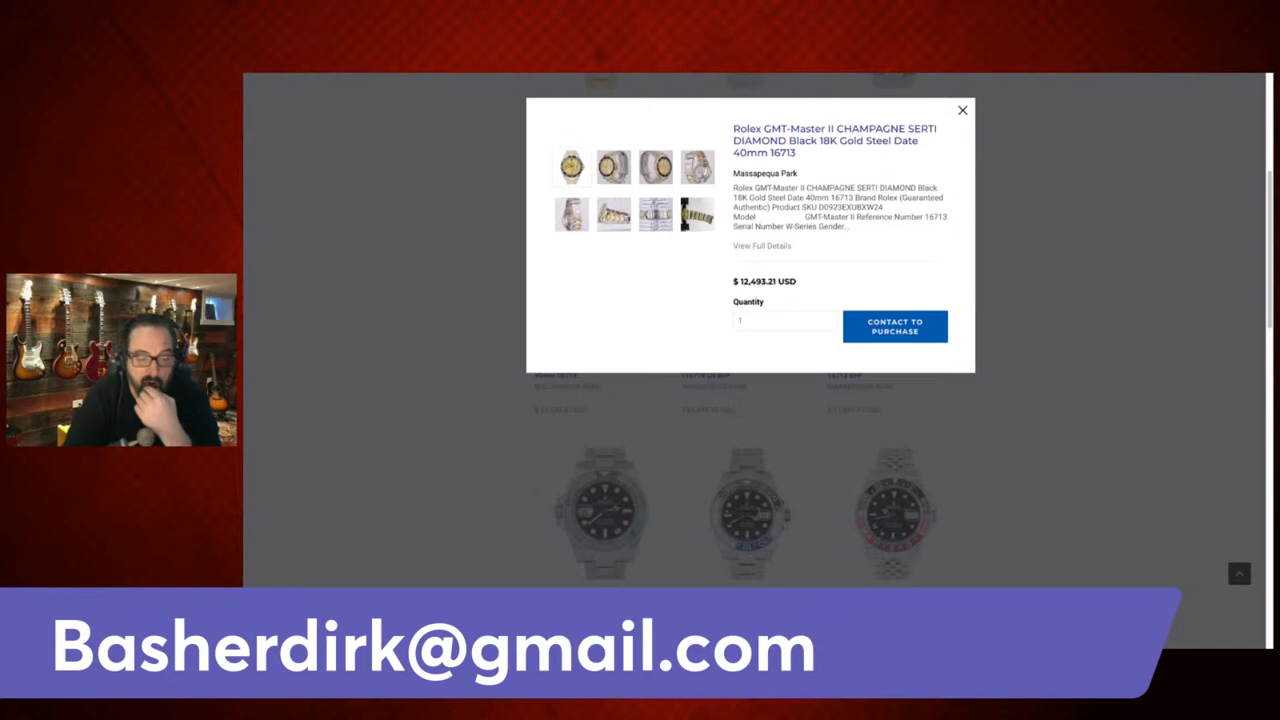 Rolex GMT-Master II CHAMPAGNE SERTI
DIAMOND Black 18K Gold Steel Date
40mm 16713
Massapequa Park
Rolex GMT-Master II CHAMPAGNE SERTI DIAMOND Black
18K Gold Steel Date 40mm 16713 Brand Rolex (Guaranteed
Authentic) Product SKU D0923EXUBXW24
Model GMT-Master II Reference Number 16713
Serial Number W-Series Gender...
View Full Details
$ 12,493.21 USD
Quantity
1
CONTACT TO
PURCHASE
Basherdirk@gmail.com